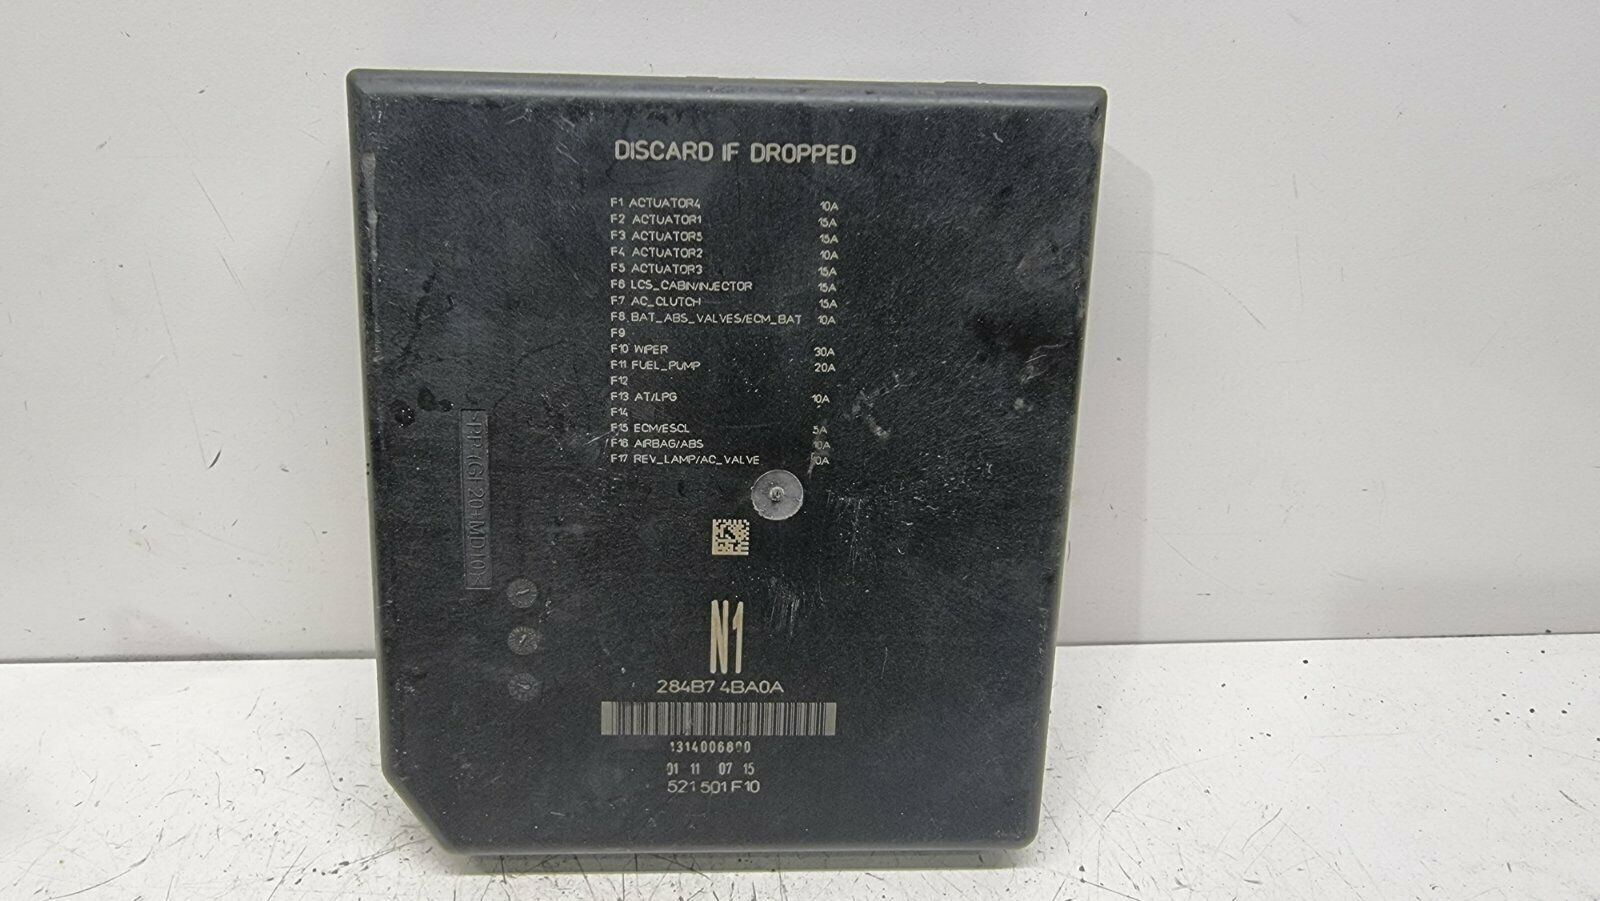 DISCARD IF DROPPED
F1 ACTUATOR4 10A
F2 ACTUATOR1 15A
F3 ACTUATOR5 15A
F4 ACTUATOR2 10A
F5 ACTUATOR3 15A
F6 LCS_CABIN/INJECTOR 15A
F7 AC_CLUTCH 15A
F8 BAT_ABS_VALVES/ECM_BAT 10A
F9
F10 WIPER 30A
F11 FUEL_PUMP 20A
F12
F13 AT/LPG 10A
F14
F15 ECM/ESCL 5A
F16 AIRBAG/ABS 10A
F17 REV_LAMP/AC_VALVE
N1
284B7 4BA0A
1314006800
01 11 07 15
521501F10